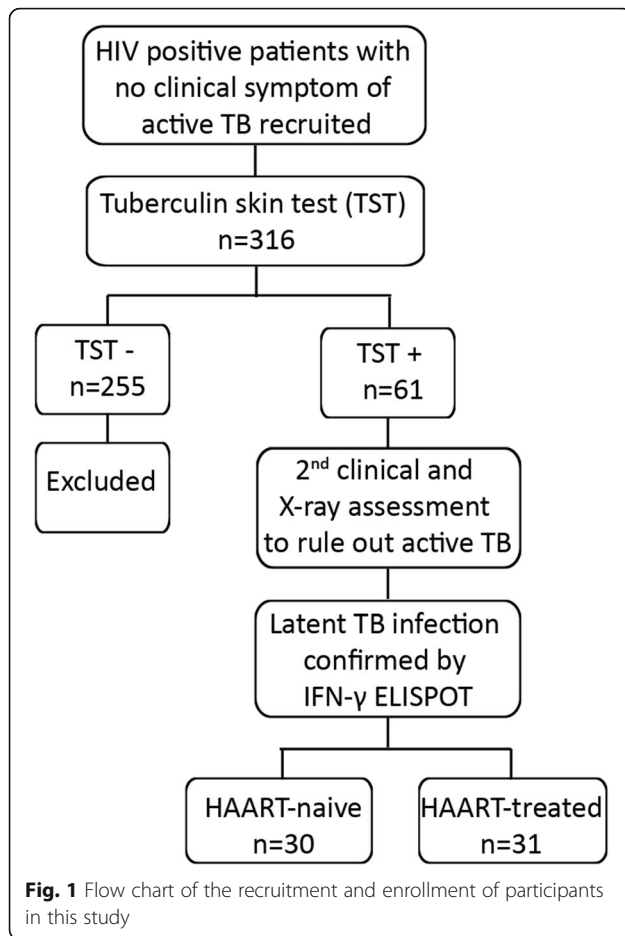 HIV positive patients with
no clinical symptom of
active TB recruited
Tuberculin skin test (TST)
n=316
TST -
n=255
TST +
n=61
Excluded
2nd clinical and
X-ray assessment
to rule out active TB
Latent TB infection
confirmed by
IFN-γ ELISPOT
HAART-naive
n=30
HAART-treated
n=31
Fig. 1 Flow chart of the recruitment and enrollment of participants
in this study